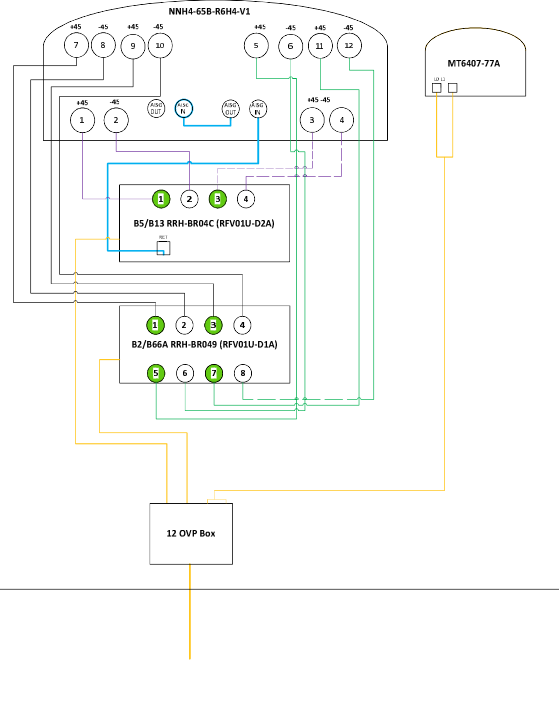 NNH4-65B-R6H4-V1
+45 -45 +45 -45 +45 -45 +45 -45
7 8 9 10 5 6 11 12
MT6407-77A
+45 -45 +45 -45
AISG OUT AISG IN AISG OUT AISG IN
1 2 3 4
1 2 3 4
B5/B13 RRH-BR04C (RFV01U-D2A)
RET
1 2 3 4
B2/B66A RRH-BR049 (RFV01U-D1A)
5 6 7 8
12 OVP Box